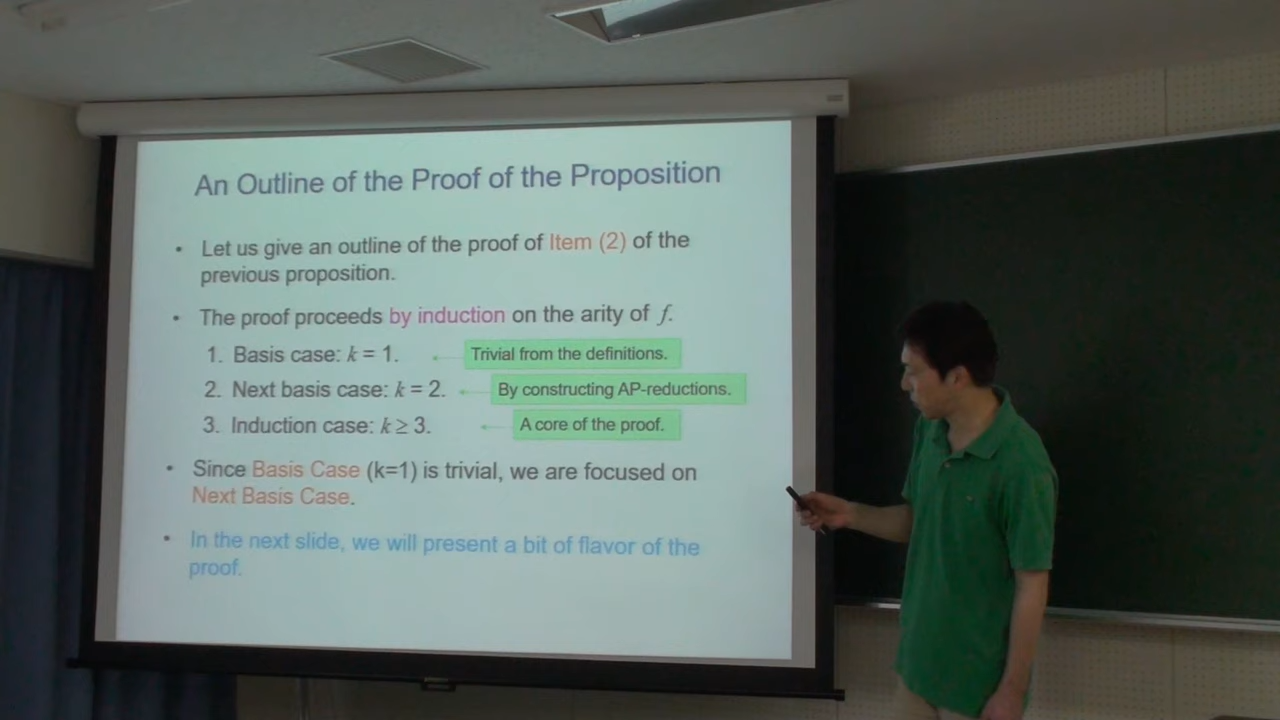 An Outline of the Proof of the Proposition
• Let us give an outline of the proof of Item (2) of the
previous proposition.
• The proof proceeds by induction on the arity of f.
1. Basis case: k = 1. Trivial from the definitions.
2. Next basis case: k = 2. By constructing AP-reductions.
3. Induction case: k ≥ 3. A core of the proof.
• Since Basis Case (k=1) is trivial, we are focused on
Next Basis Case.
• In the next slide, we will present a bit of flavor of the
proof.